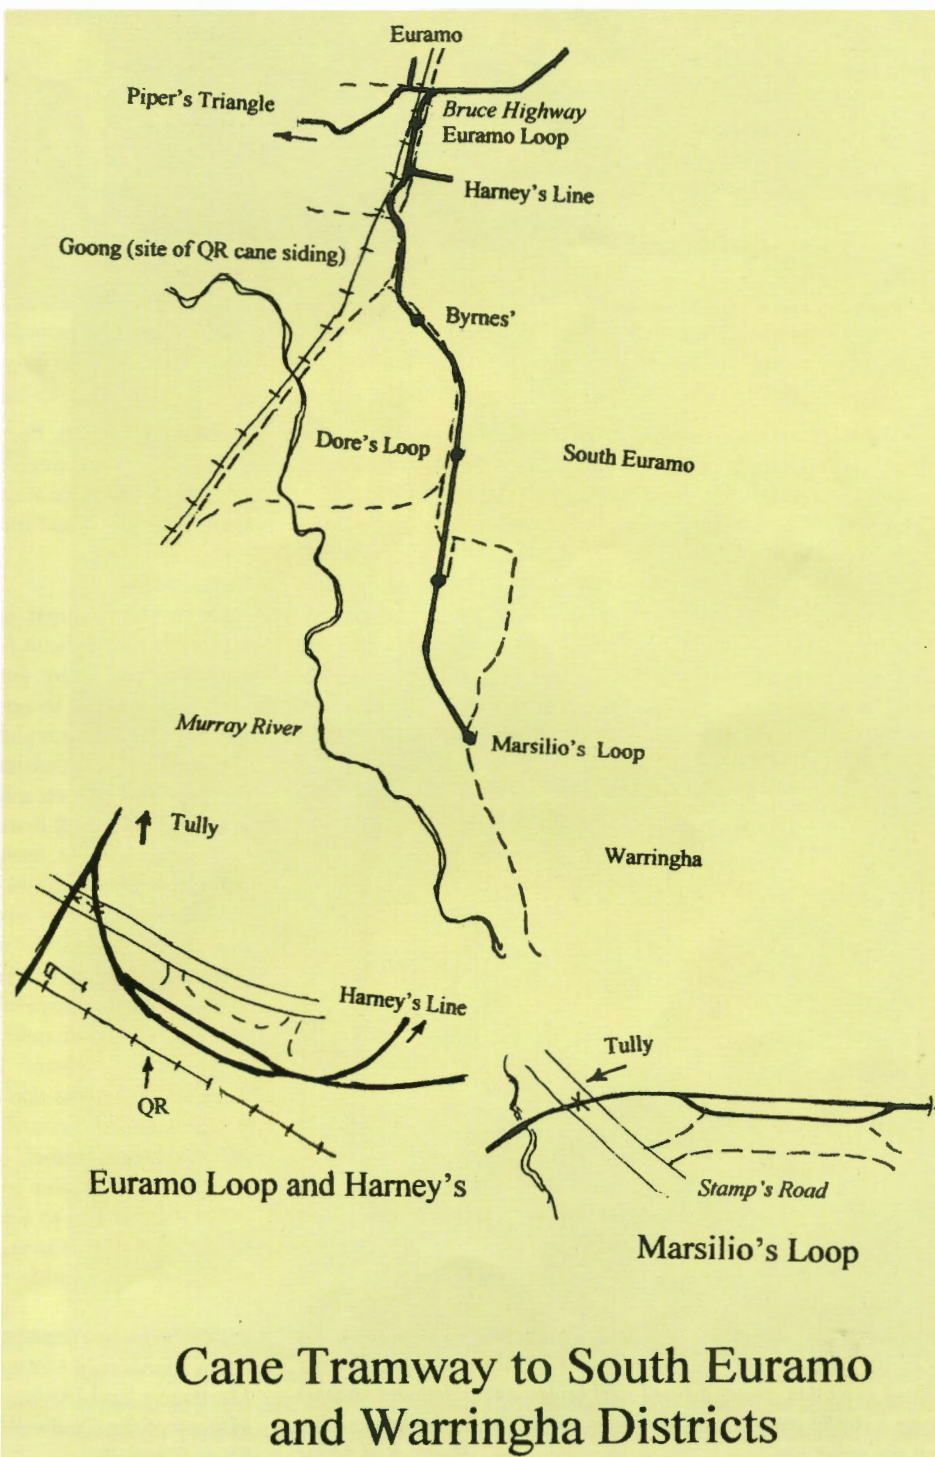 Euramo
Piper's Triangle
Bruce Highway
Euramo Loop
Harney's Line
Goong (site of QR cane siding)
Byrnes'
Dore's Loop
South Euramo
Murray River
Marsilio's Loop
Tully
Warringha
Harney's Line
Tully
QR
Euramo Loop and Harney's
Stamp's Road
Marsilio's Loop
Cane Tramway to South Euramo
and Warringha Districts